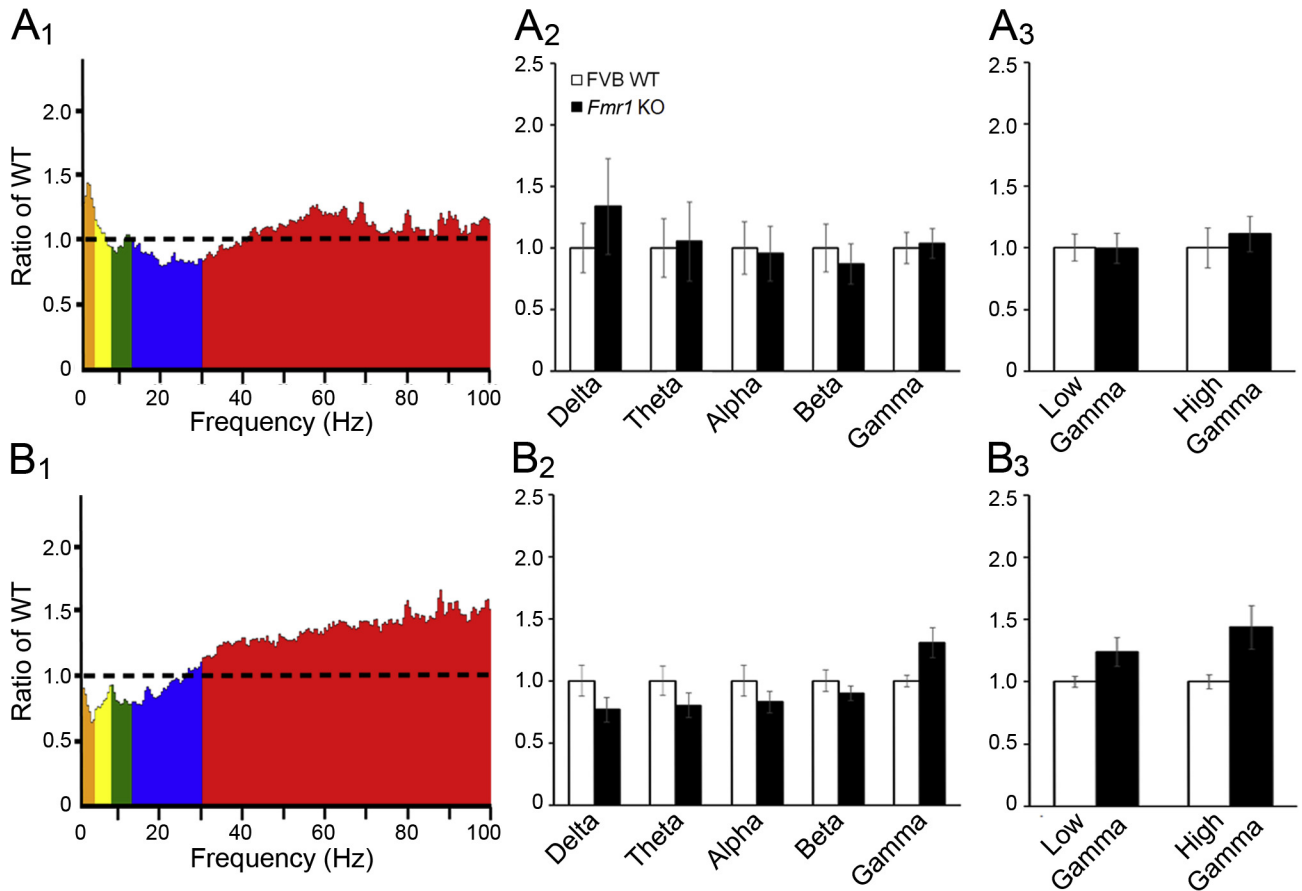 A1
Ratio of WT
2.0
1.5
1.0
0.5
0
0 20 40 60 80 100
Frequency (Hz)
A2
2.5
2.0
1.5
1.0
0.5
0
FVB WT
Fmr1 KO
Delta
Theta
Alpha
Beta
Gamma
A3
2.5
2.0
1.5
1.0
0.5
0
Low
Gamma
High
Gamma
B1
Ratio of WT
2.0
1.5
1.0
0.5
0
0 20 40 60 80 100
Frequency (Hz)
B2
2.5
2.0
1.5
1.0
0.5
0
Delta
Theta
Alpha
Beta
Gamma
B3
2.5
2.0
1.5
1.0
0.5
0
Low
Gamma
High
Gamma